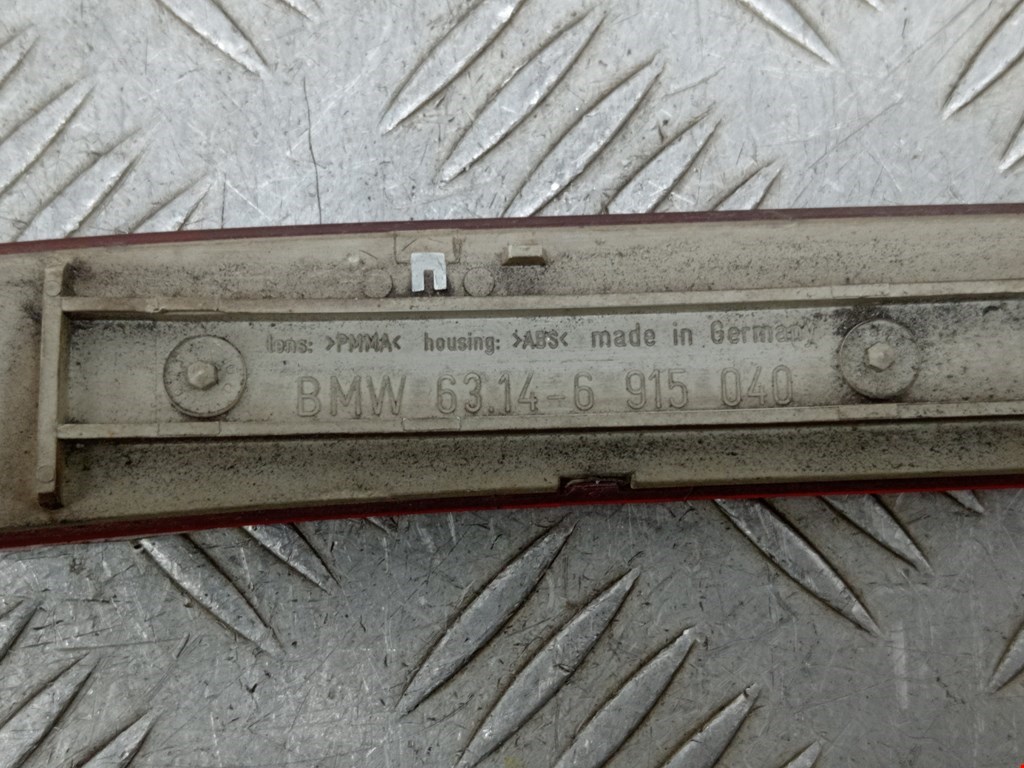 lens: >PMMA< housing: >ABS< made in Germany
BMW 63.14-6 915 040